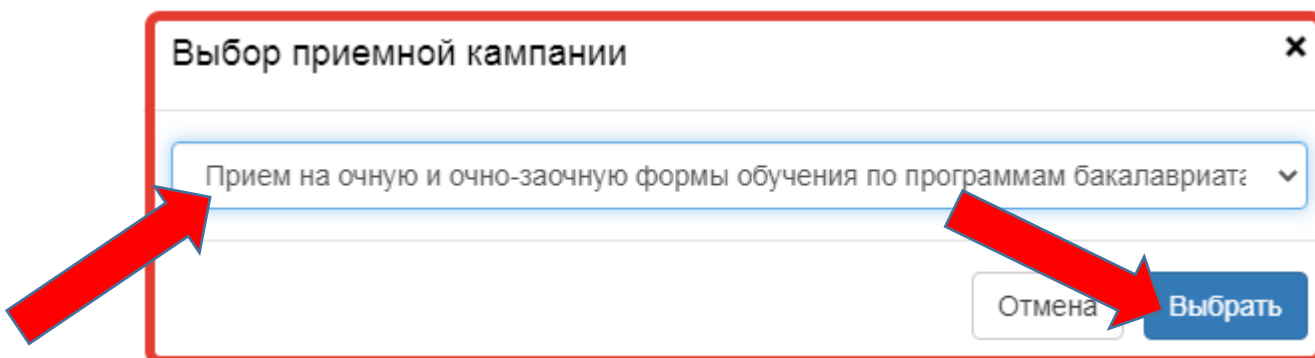 Выбор приемной кампании
Прием на очную и очно-заочную формы обучения по программам бакалавриата
Отмена Выбрать